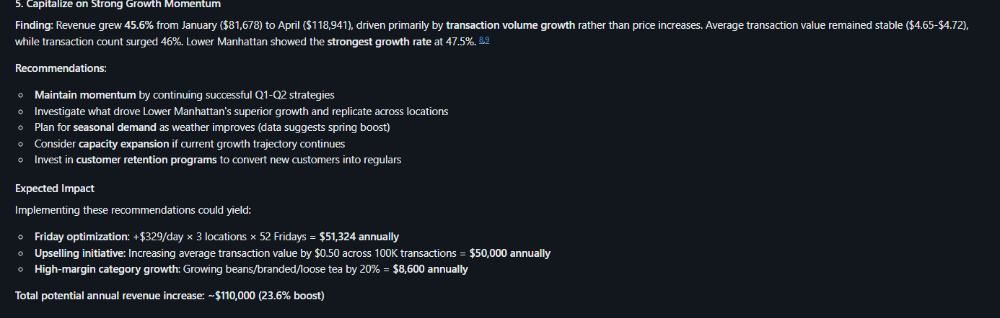 5. Capitalize on Strong Growth Momentum
Finding: Revenue grew 45.6% from January ($81,678) to April ($118,941), driven primarily by transaction volume growth rather than price increases. Average transaction value remained stable ($4.65-$4.72),
while transaction count surged 46%. Lower Manhattan showed the strongest growth rate at 47.5%. 8,9
Recommendations:
Maintain momentum by continuing successful Q1-Q2 strategies
Investigate what drove Lower Manhattan's superior growth and replicate across locations
Plan for seasonal demand as weather improves (data suggests spring boost)
Consider capacity expansion if current growth trajectory continues
Invest in customer retention programs to convert new customers into regulars
Expected Impact
Implementing these recommendations could yield:
Friday optimization: +$329/day × 3 locations × 52 Fridays = $51,324 annually
Upselling initiative: Increasing average transaction value by $0.50 across 100K transactions = $50,000 annually
High-margin category growth: Growing beans/branded/loose tea by 20% = $8,600 annually
Total potential annual revenue increase: ~$110,000 (23.6% boost)